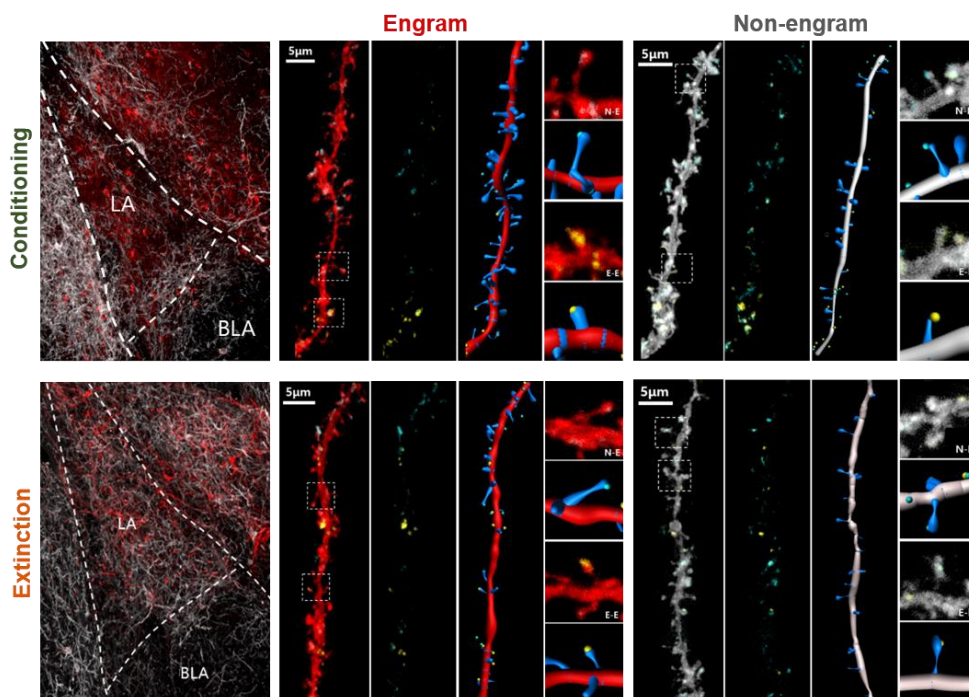 Engram
Non-engram
Conditioning
LA
BLA
5μm
N-E
E-E
5μm
Extinction
LA
BLA
5μm
N-E
E-E
5μm